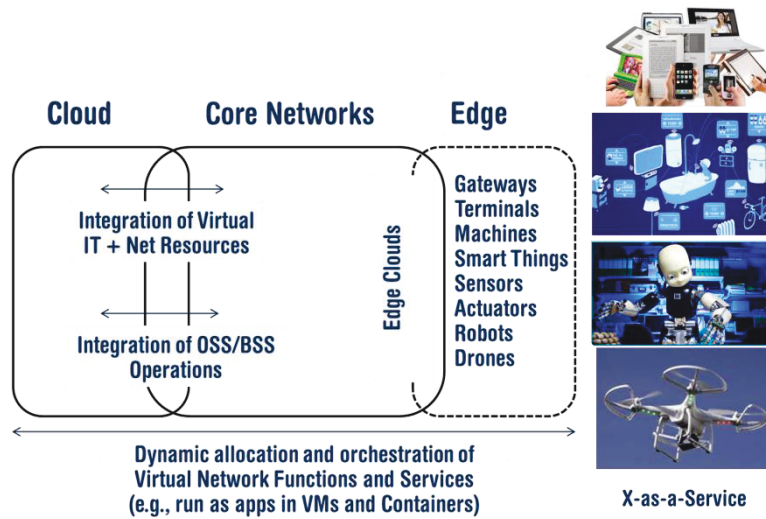 Cloud
Core Networks
Edge
Integration of Virtual
IT + Net Resources
Integration of OSS/BSS
Operations
Edge Clouds
Gateways
Terminals
Machines
Smart Things
Sensors
Actuators
Robots
Drones
Dynamic allocation and orchestration of
Virtual Network Functions and Services
(e.g., run as apps in VMs and Containers)
X-as-a-Service